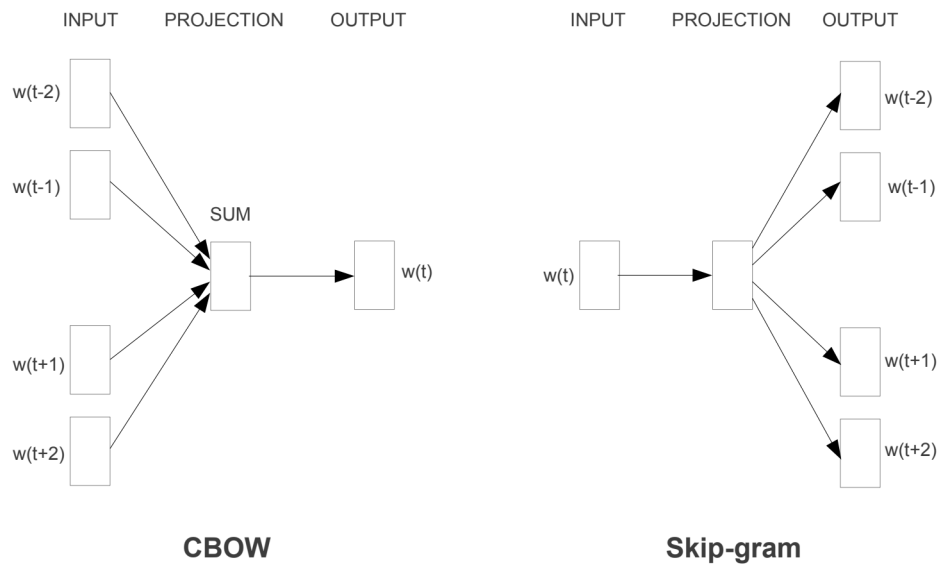 INPUT PROJECTION OUTPUT
w(t-2)
w(t-1)
SUM
w(t)
w(t+1)
w(t+2)
CBOW
INPUT PROJECTION OUTPUT
w(t-2)
w(t-1)
w(t)
w(t+1)
w(t+2)
Skip-gram